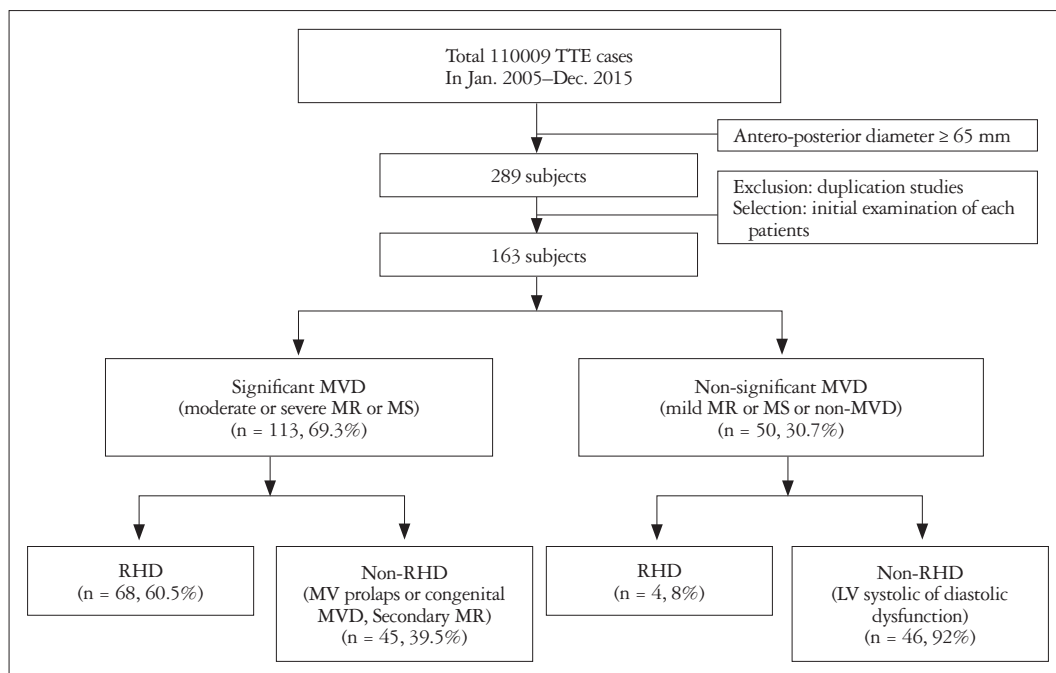 Total 110009 TTE cases
In Jan. 2005–Dec. 2015
Antero-posterior diameter ≥ 65 mm
289 subjects
Exclusion: duplication studies
Selection: initial examination of each
patients
163 subjects
Significant MVD
(moderate or severe MR or MS)
(n = 113, 69.3%)
Non-significant MVD
(mild MR or MS or non-MVD)
(n = 50, 30.7%)
RHD
(n = 68, 60.5%)
Non-RHD
(MV prolaps or congenital
MVD, Secondary MR)
(n = 45, 39.5%)
RHD
(n = 4, 8%)
Non-RHD
(LV systolic of diastolic
dysfunction)
(n = 46, 92%)